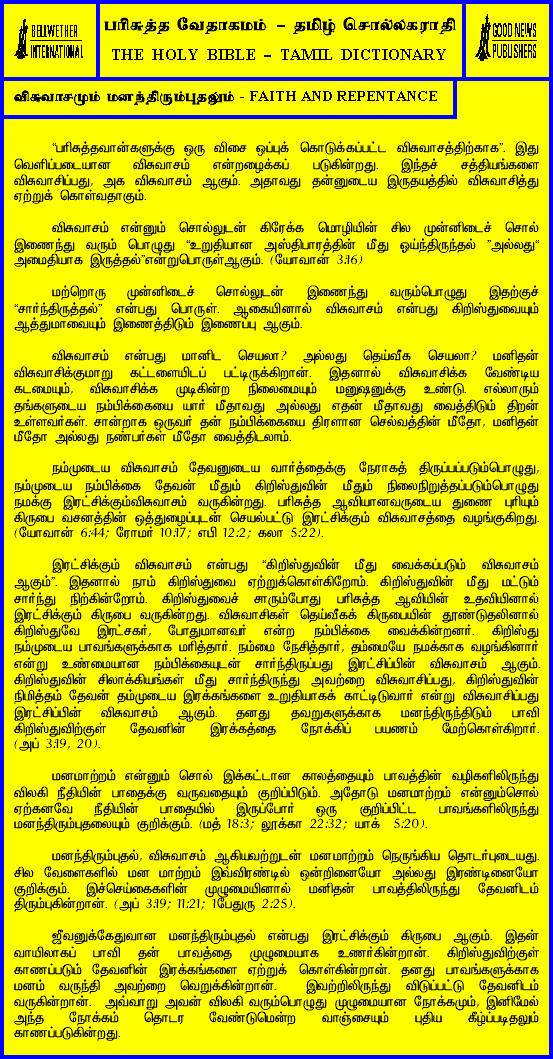 BELLWETHER
INTERNATIONAL
பரிசுத்த வேதாகமம் – தமிழ் சொல்லகராதி
THE HOLY BIBLE – TAMIL DICTIONARY
GOOD NEWS
PUBLISHERS
விசுவாசமும் மனந்திரும்புதலும் - FAITH AND REPENTANCE
“பரிசுத்தவான்களுக்கு ஒரு விசை ஒப்புக் கொடுக்கப்பட்ட விசுவாசத்திற்காக”. இது
வெளிப்படையான விசுவாசம் என்றழைக்கப் படுகின்றது. இந்தச் சத்தியங்களை
விசுவாசிப்பது, அக விசுவாசம் ஆகும். அதாவது தன்னுடைய இருதயத்தில் விசுவாசித்து
ஏற்றுக் கொள்வதாகும்.
விசுவாசம் என்னும் சொல்லுடன் கிரேக்க மொழியின் சில முன்னிடைச் சொல்
இணைந்து வரும் பொழுது “உறுதியான அஸ்திபாரத்தின் மீது ஓய்ந்திருந்தல் ”அல்லது“
அமைதியாக இருத்தல்”என்றுபொருள்ஆகும். (யோவான் 3:16)
மற்றொரு முன்னிடைச் சொல்லுடன் இணைந்து வரும்பொழுது இதற்குச்
“சார்ந்திருத்தல்” என்பது பொருள். ஆகையினால் விசுவாசம் என்பது கிறிஸ்துவையும்
ஆத்துமாவையும் இணைத்திடும் இணைப்பு ஆகும்.
விசுவாசம் என்பது மானிட செயலா? அல்லது தெய்வீக செயலா? மனிதன்
விசுவாசிக்குமாறு கட்டளையிடப் பட்டிருக்கிறான். இதனால் விசுவாசிக்க வேண்டிய
கடமையும், விசுவாசிக்க முடிகின்ற நிலைமையும் மனுஷனுக்கு உண்டு. எல்லாரும்
தங்களுடைய நம்பிக்கையை யார் மீதாவது அல்லது எதன் மீதாவது வைத்திடும் திறன்
உள்ளவர்கள். சான்றாக ஒருவர் தன் நம்பிக்கையை திரளான செல்வத்தின் மீதோ, மனிதன்
மீதோ அல்லது நண்பர்கள் மீதோ வைத்திடலாம்.
நம்முடைய விசுவாசம் தேவனுடைய வார்த்தைக்கு நேராகத் திருப்பப்படும்பொழுது,
நம்முடைய நம்பிக்கை தேவன் மீதும் கிறிஸ்துவின் மீதும் நிலைநிறுத்தப்படும்பொழுது
நமக்கு இரட்சிக்கும்விசுவாசம் வருகின்றது. பரிசுத்த ஆவியானவருடைய துணை புரியும்
கிருபை வசனத்தின் ஒத்துழைப்புடன் செயல்பட்டு இரட்சிக்கும் விசுவாசத்தை வழங்குகிறது.
(யோவான் 6:44; ரோமர் 10:17; எபி 12:2; கலா 5:22).
இரட்சிக்கும் விசுவாசம் என்பது “கிறிஸ்துவின் மீது வைக்கப்படும் விசுவாசம்
ஆகும்”. இதனால் நாம் கிறிஸ்துவை ஏற்றுக்கொள்கிறோம். கிறிஸ்துவின் மீது மட்டும்
சார்ந்து நிற்கின்றோம். கிறிஸ்துவைச் சாரும்போது பரிசுத்த ஆவியின் உதவியினால்
இரட்சிக்கும் கிருபை வருகின்றது. விசுவாசிகள் தெய்வீகக் கிருபையின் தூண்டுதலினால்
கிறிஸ்துவே இரட்சகர், போதுமானவர் என்ற நம்பிக்கை வைக்கின்றனர். கிறிஸ்து
நம்முடைய பாவங்களுக்காக மரித்தார். நம்மை நேசித்தார், தம்மையே நமக்காக வழங்கினார்
என்று உண்மையான நம்பிக்கையுடன் சார்ந்திருப்பது இரட்சிப்பின் விசுவாசம் ஆகும்.
கிறிஸ்துவின் சிலாக்கியங்கள் மீது சார்ந்திருந்து அவற்றை விசுவாசிப்பது, கிறிஸ்துவின்
நிமித்தம் தேவன் தம்முடைய இரக்கங்களை உறுதியாகக் காட்டிடுவார் என்று விசுவாசிப்பது
இரட்சிப்பின் விசுவாசம் ஆகும். தனது தவறுகளுக்காக மனந்திருந்திடும் பாவி
கிறிஸ்துவிற்குள் தேவனின் இரக்கத்தை நோக்கிப் பயணம் மேற்கொள்கிறார்.
(அப் 3:19, 20).
மனமாற்றம் என்னும் சொல் இக்கட்டான காலத்தையும் பாவத்தின் வழிகளிலிருந்து
விலகி நீதியின் பாதைக்கு வருவதையும் குறிப்பிடும். அதோடு மனமாற்றம் என்னும்சொல்
ஏற்கனவே நீதியின் பாதையில் இருப்போர் ஒரு குறிப்பிட்ட பாவங்களிலிருந்து
மனந்திரும்புதலையும் குறிக்கும். (மத் 18:3; லூக்கா 22:32; யாக் 5:20).
மனந்திரும்புதல், விசுவாசம் ஆகியவற்றுடன் மனமாற்றம் நெருங்கிய தொடர்புடையது.
சில வேளைகளில் மன மாற்றம் இவ்விரண்டில் ஒன்றினையோ அல்லது இரண்டினையோ
குறிக்கும். இச்செய்கைகளின் முழுமையினால் மனிதன் பாவத்திலிருந்து தேவனிடம்
திரும்புகின்றான். (அப் 3:19; 11:21; 1பேதுரு 2:25).
ஜீவனுக்கேதுவான மனந்திரும்புதல் என்பது இரட்சிக்கும் கிருபை ஆகும். இதன்
வாயிலாகப் பாவி தன் பாவத்தை முழுமையாக உணர்கின்றான். கிறிஸ்துவிற்குள்
காணப்படும் தேவனின் இரக்கங்களை ஏற்றுக் கொள்கின்றான். தனது பாவங்களுக்காக
மனம் வருந்தி அவற்றை வெறுக்கின்றான். இவற்றிலிருந்து விடுப்பட்டு தேவனிடம்
வருகின்றான். அவ்வாறு அவன் விலகி வரும்பொழுது முழுமையான நோக்கமும், இனிமேல்
அந்த நோக்கம் தொடர வேண்டுமென்ற வாஞ்சையும் புதிய கீழ்ப்படிதலும்
காணப்படுகின்றது.